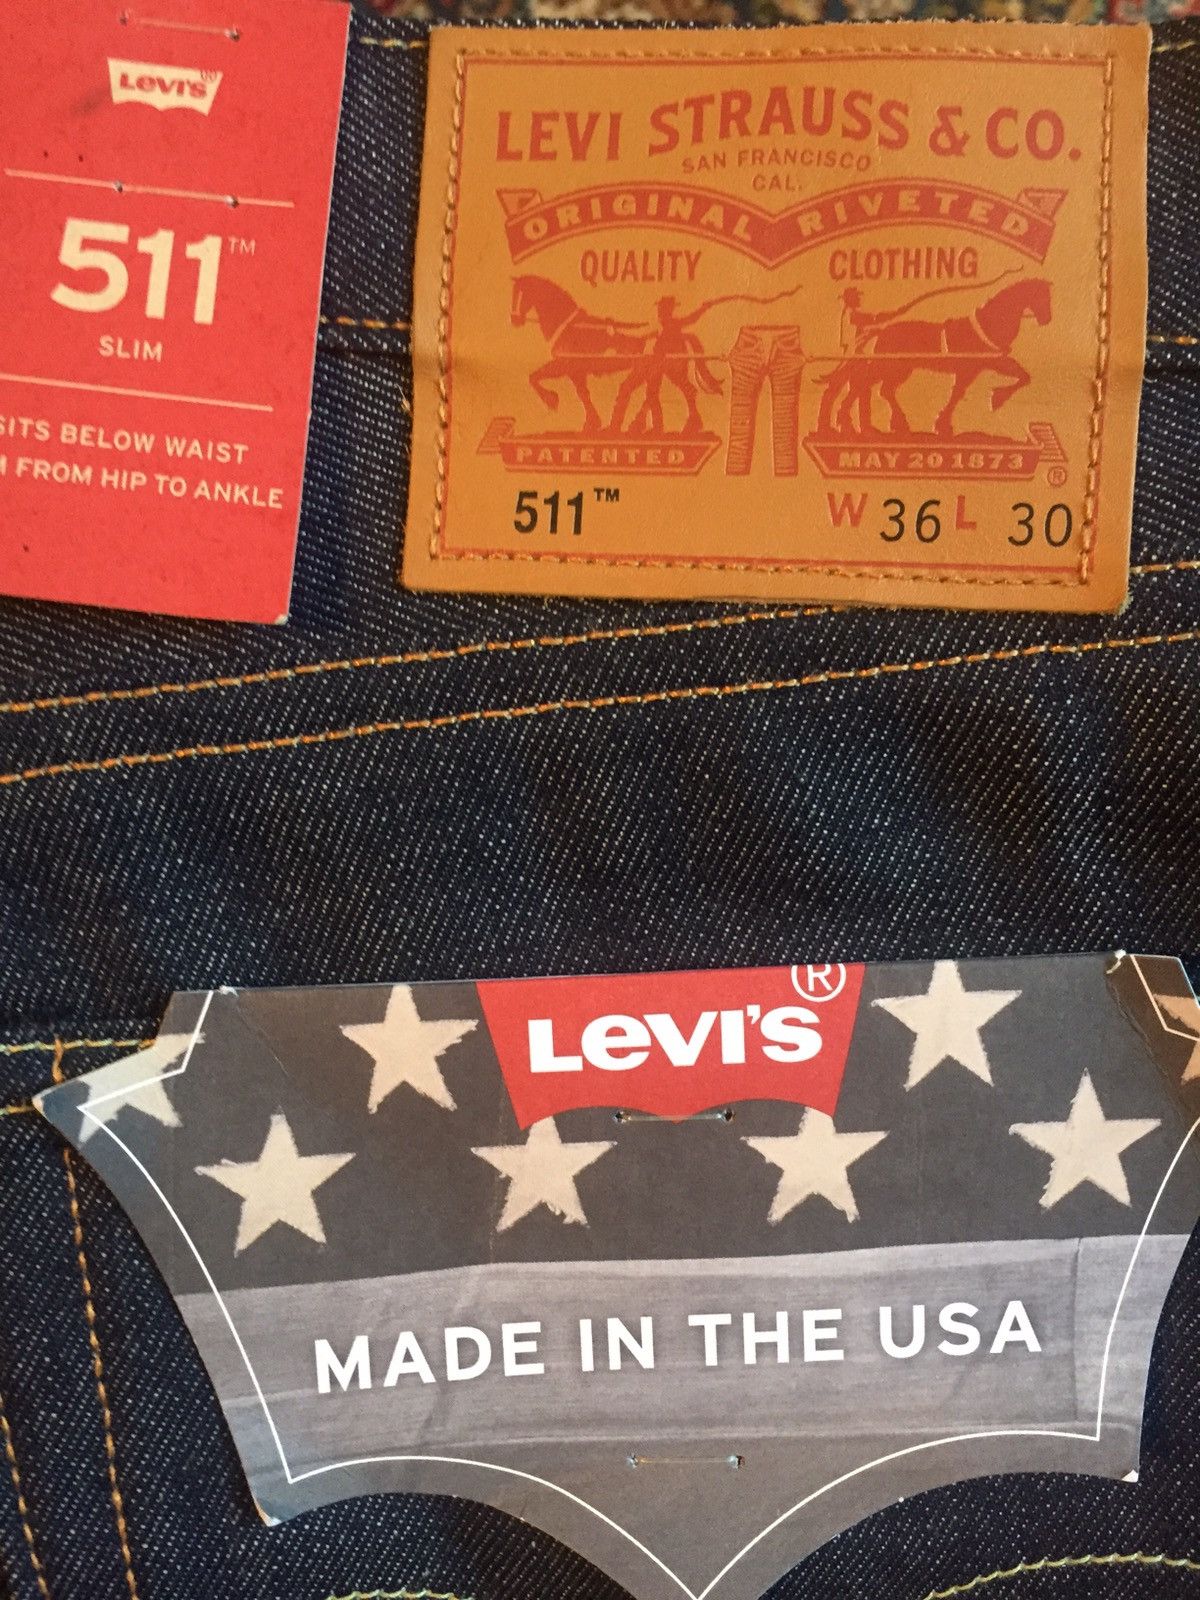 Levi's®
511™
SLIM
SITS BELOW WAIST
FROM HIP TO ANKLE
LEVI STRAUSS & CO.
SAN FRANCISCO
CAL.
ORIGINAL RIVETED
QUALITY CLOTHING
PATENTED MAY 20 1873 ®
511™ W 36 L 30
LEVI'S®
MADE IN THE USA